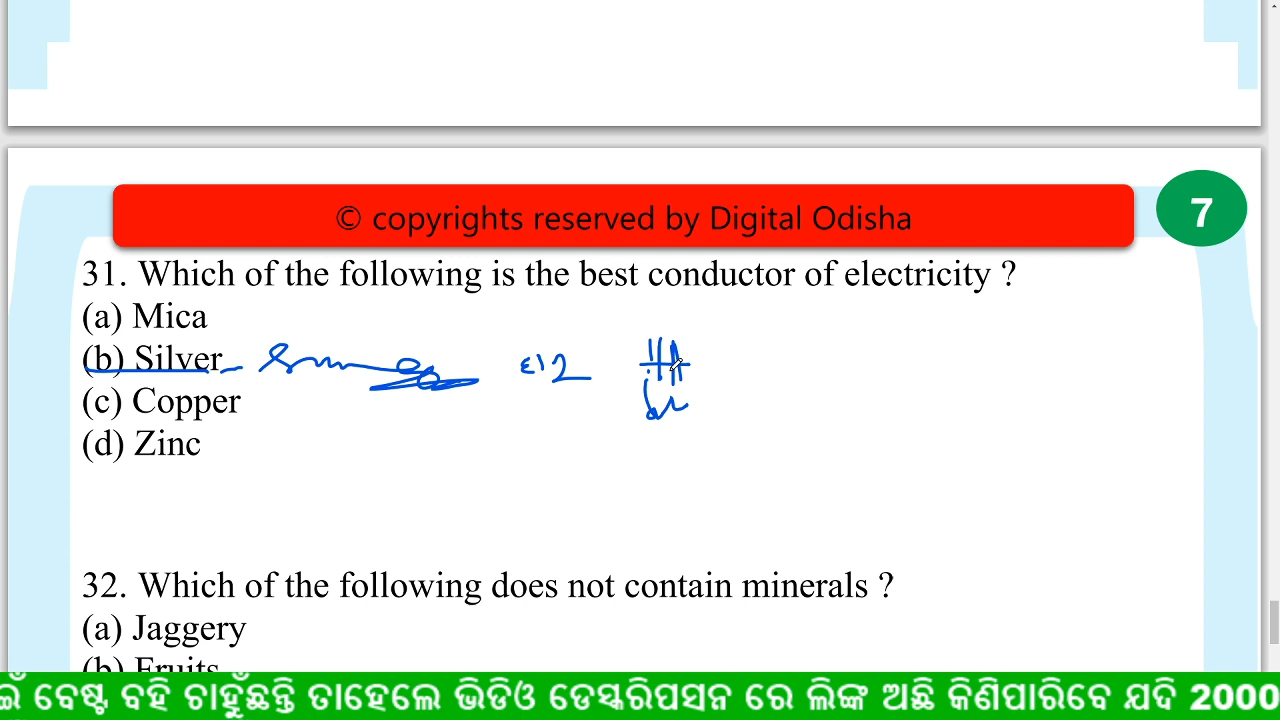 © copyrights reserved by Digital Odisha
7
31. Which of the following is the best conductor of electricity ?
(a) Mica
(b) Silver
(c) Copper
(d) Zinc
32. Which of the following does not contain minerals ?
(a) Jaggery
(b) Fruits
ବେଷ୍ଟ ବହି ଚାହୁଁଛନ୍ତି ତାହେଲେ ଭିଡିଓ ଡେସ୍କରିପସନ ରେ ଲିଙ୍କ ଅଛି କିଣିପାରିବେ ଯଦି 2000